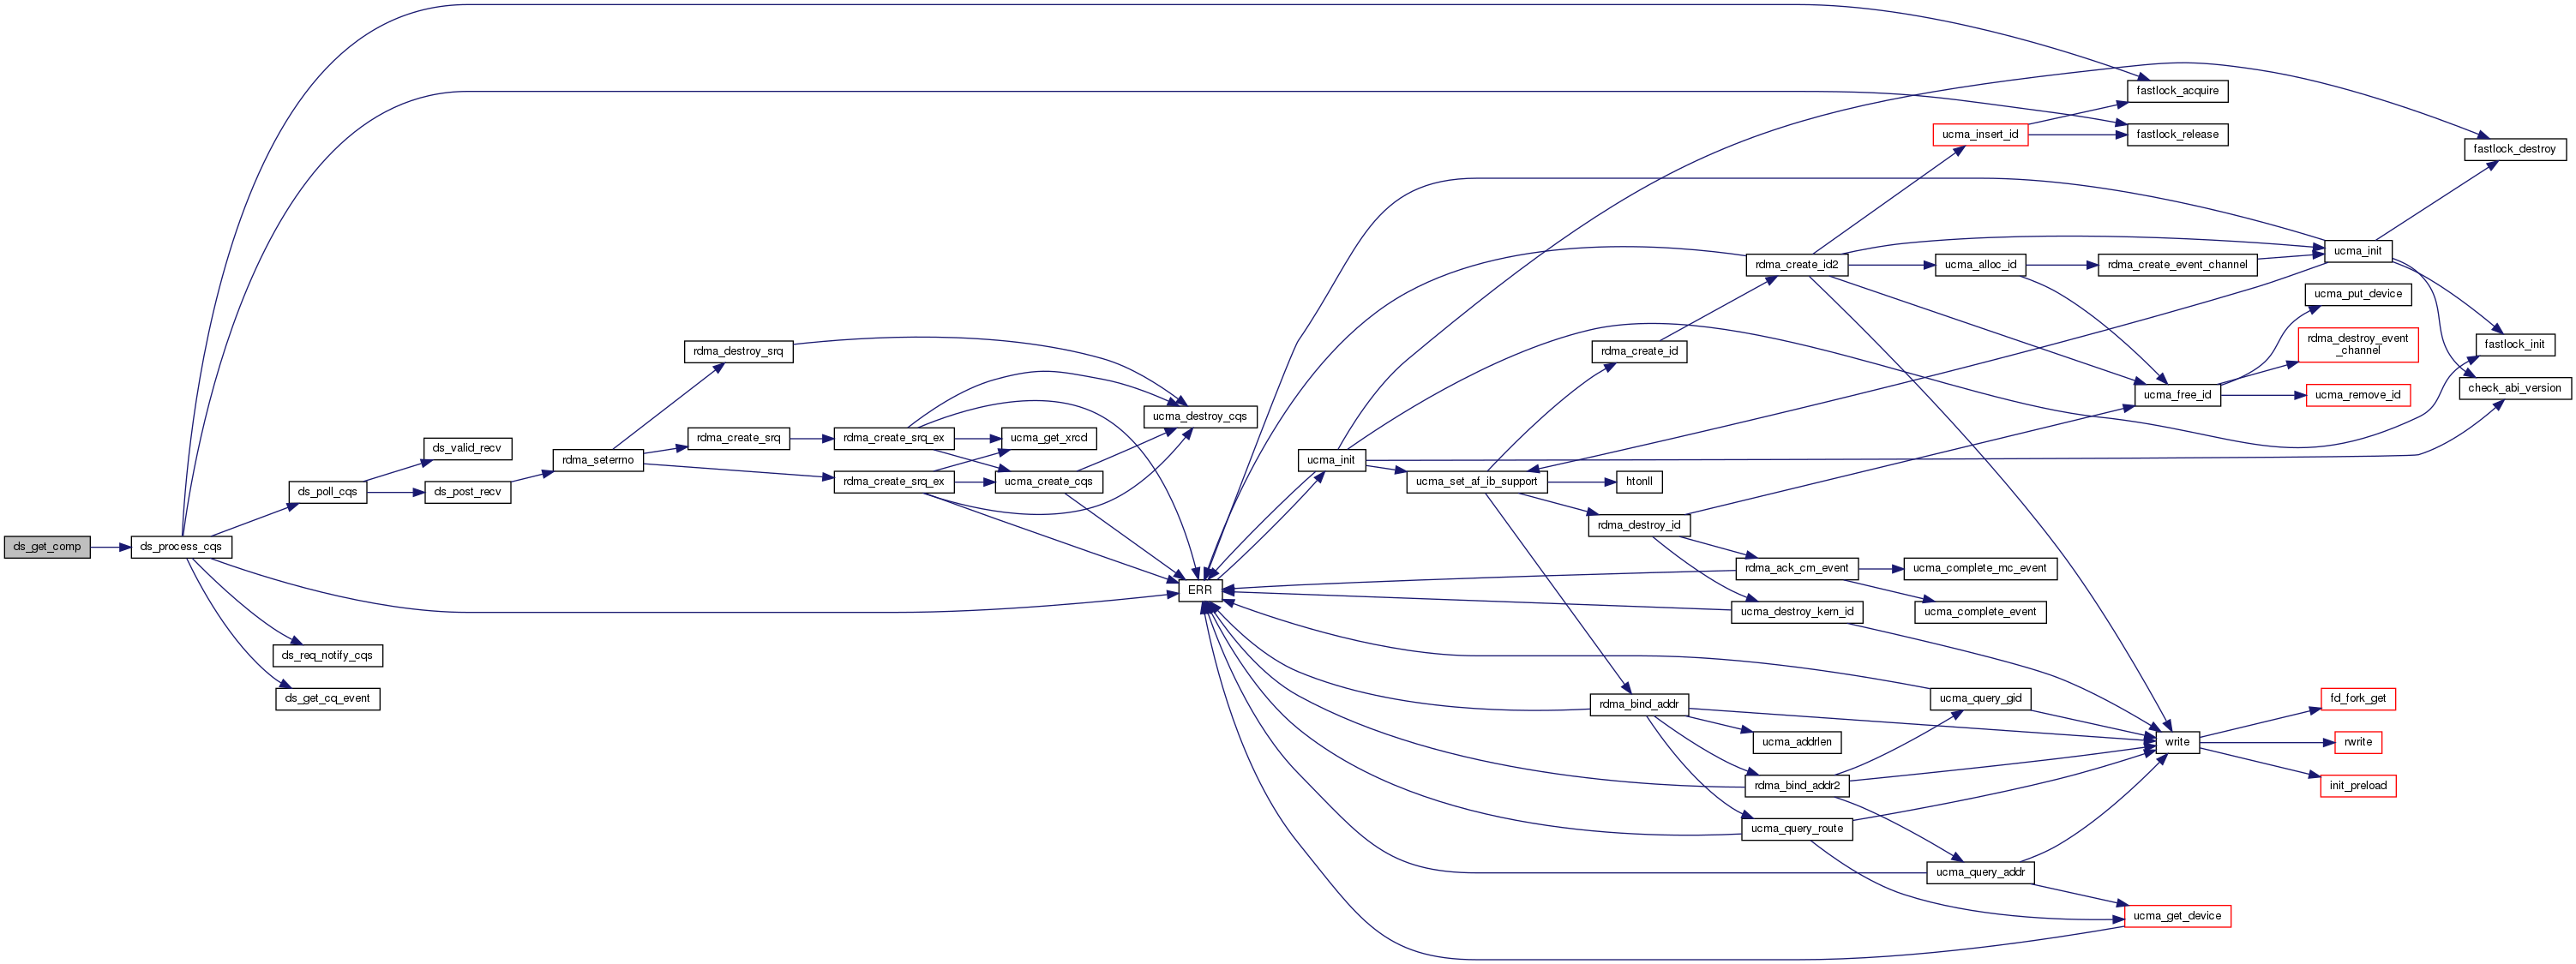 ds_get_comp
ds_process_cqs
ds_poll_cqs
ds_req_notify_cqs
ds_get_cq_event
ds_valid_recv
ds_post_recv
rdma_seterrno
rdma_destroy_srq
rdma_create_srq
rdma_create_srq_ex
rdma_create_srq_ex
ucma_get_xrcd
ucma_create_cqs
ucma_destroy_cqs
ERR
ucma_init
ucma_set_af_ib_support
rdma_create_id
htonll
rdma_destroy_id
rdma_bind_addr
rdma_create_id2
rdma_ack_cm_event
ucma_destroy_kern_id
ucma_addrlen
rdma_bind_addr2
ucma_query_route
ucma_insert_id
ucma_alloc_id
ucma_complete_mc_event
ucma_complete_event
ucma_query_gid
ucma_query_addr
fastlock_acquire
fastlock_release
rdma_create_event_channel
ucma_free_id
write
ucma_get_device
ucma_init
ucma_put_device
rdma_destroy_event
_channel
ucma_remove_id
fd_fork_get
rwrite
init_preload
fastlock_destroy
fastlock_init
check_abi_version